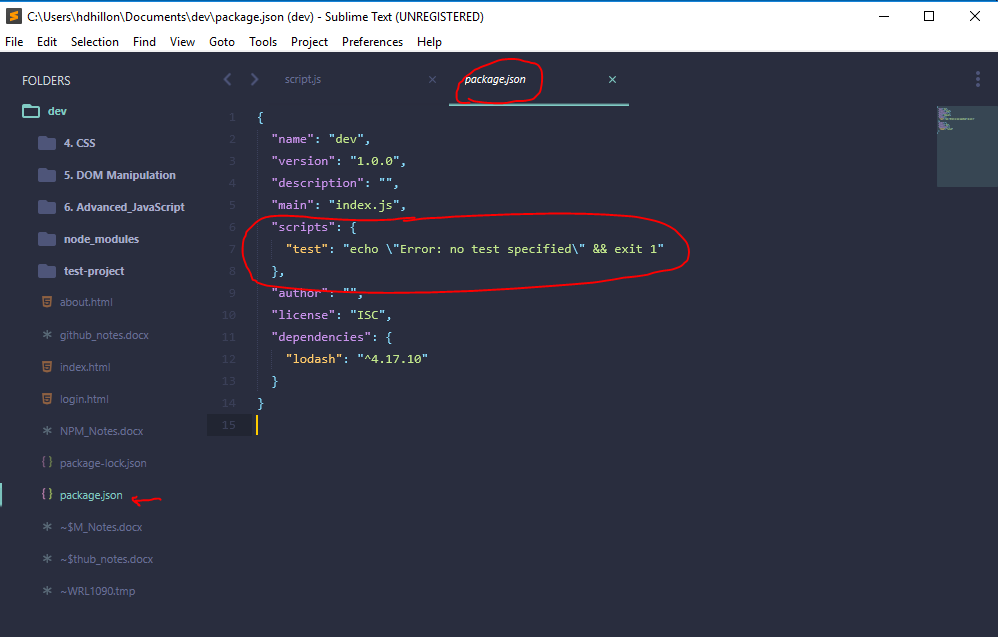 C:\Users\hdhillon\Documents\dev\package.json (dev) - Sublime Text (UNREGISTERED)
File Edit Selection Find View Goto Tools Project Preferences Help
FOLDERS
dev
4. CSS
5. DOM Manipulation
6. Advanced_JavaScript
node_modules
test-project
about.html
github_notes.docx
index.html
login.html
NPM_Notes.docx
package-lock.json
package.json
~$M_Notes.docx
~$thub_notes.docx
~WRL1090.tmp
script.js
package.json
1 {
2 "name": "dev",
3 "version": "1.0.0",
4 "description": "",
5 "main": "index.js",
6 "scripts": {
7 "test": "echo \"Error: no test specified\" && exit 1"
8 },
9 "author": "",
10 "license": "ISC",
11 "dependencies": {
12 "lodash": "^4.17.10"
13 }
14 }
15